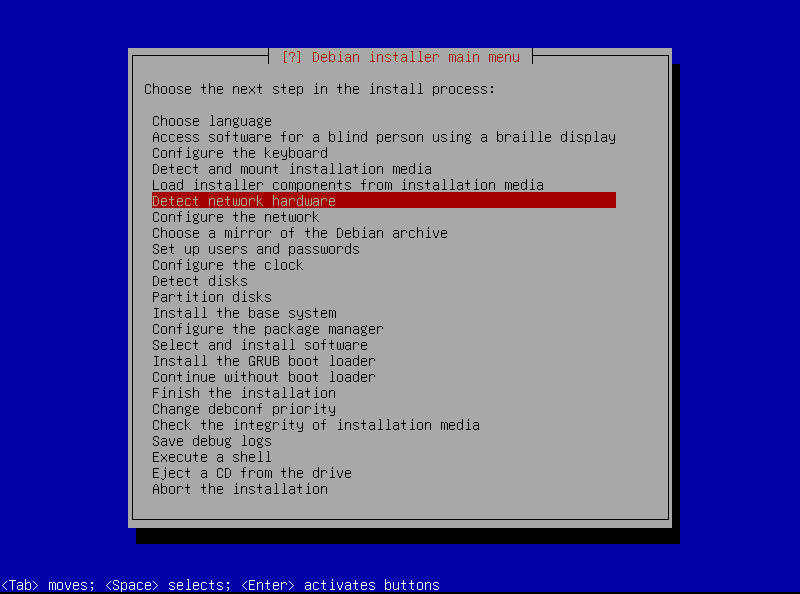 [?] Debian installer main menu
Choose the next step in the install process:
Choose language
Access software for a blind person using a braille display
Configure the keyboard
Detect and mount installation media
Load installer components from installation media
Detect network hardware
Configure the network
Choose a mirror of the Debian archive
Set up users and passwords
Configure the clock
Detect disks
Partition disks
Install the base system
Configure the package manager
Select and install software
Install the GRUB boot loader
Continue without boot loader
Finish the installation
Change debconf priority
Check the integrity of installation media
Save debug logs
Execute a shell
Eject a CD from the drive
Abort the installation
<Tab> moves; <Space> selects; <Enter> activates buttons